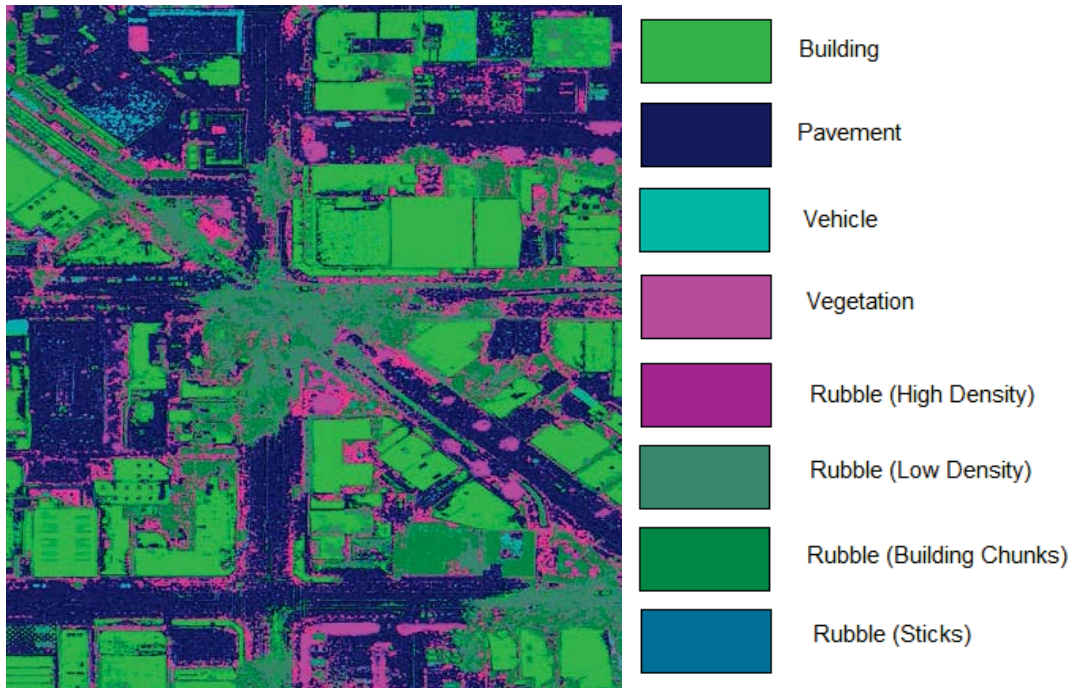 Building
Pavement
Vehicle
Vegetation
Rubble (High Density)
Rubble (Low Density)
Rubble (Building Chunks)
Rubble (Sticks)